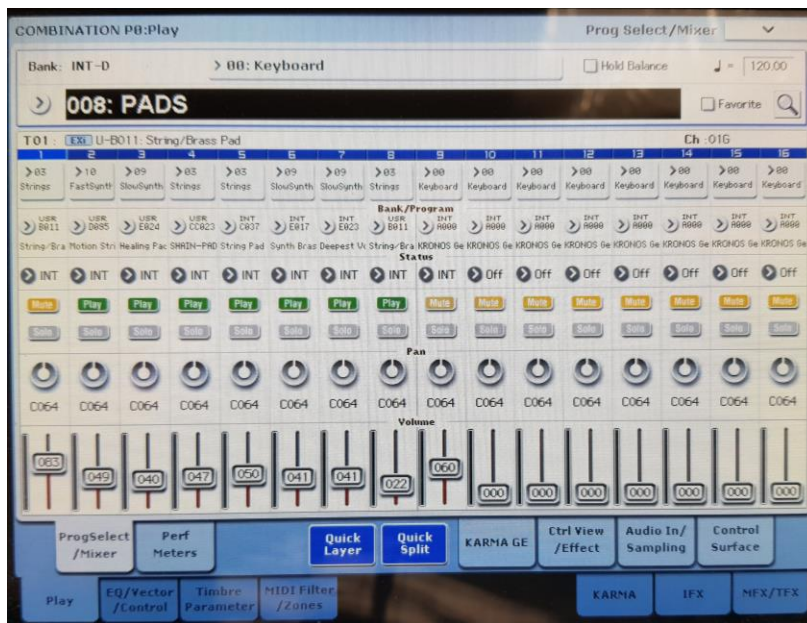 COMBINATION P0:Play Prog Select/Mixer
Bank: INT-D 00: Keyboard Hold Balance ♩ = 120.00
008: PADS Favorite
T01: EXi U-B011: String/Brass Pad Ch:01G
1 2 3 4 5 6 7 8 9 10 11 12 13 14 15 16
03 10 09 03 03 09 09 03 00 00 00 00 00 00 00 00
Strings FastSynth SlowSynth Strings Strings SlowSynth SlowSynth Strings Keyboard Keyboard Keyboard Keyboard Keyboard Keyboard Keyboard Keyboard
Bank/Program
USR USR USR USR INT INT INT USR INT INT INT INT INT INT INT INT
B011 D095 E024 CC023 C037 E017 E023 B011 A000 A000 A000 A000 A000 A000 A000 A000
String/Bra Motion Stri Healing Pac SHAIN-PAD String Pad Synth Bras Deepest String/Bra KRONOS Ge KRONOS Ge KRONOS Ge KRONOS Ge KRONOS Ge KRONOS Ge KRONOS Ge KRONOS Ge
Status
INT INT INT INT INT INT INT INT INT Off Off Off Off Off Off Off
Mute Play Play Play Play Play Play Play Mute Mute Mute Mute Mute Mute Mute Mute
Solo Solo Solo Solo Solo Solo Solo Solo Solo Solo Solo Solo Solo Solo Solo Solo
Pan
C064 C064 C064 C064 C064 C064 C064 C064 C064 C064 C064 C064 C064 C064 C064 C064
Volume
083 049 040 047 050 041 041 022 060 000 000 000 000 000 000 000
ProgSelect Perf Quick Quick KARMA GE Ctrl View Audio In/ Control
/Mixer Meters Layer Split /Effect Sampling Surface
Play EQ/Vector Timbre MIDI Filter KARMA IFX MFX/TFX
/Control Parameter /Zones